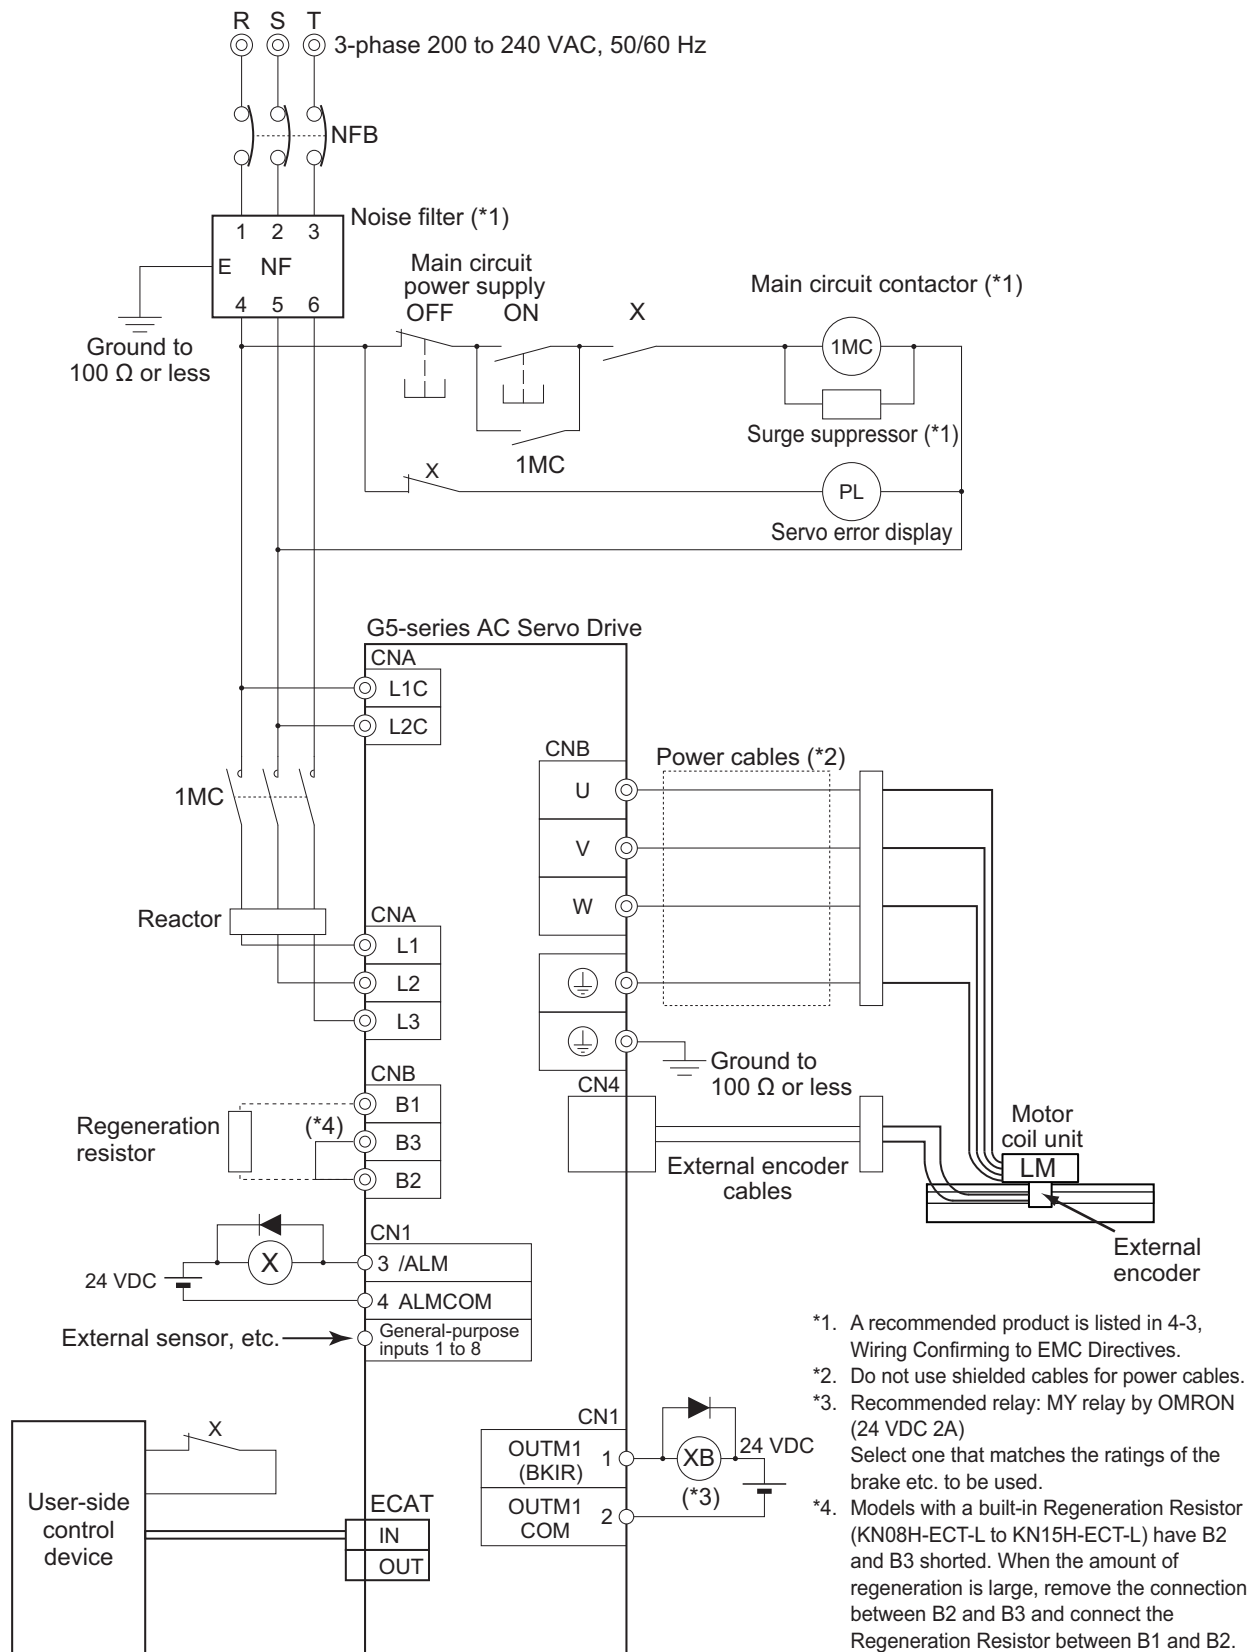 R S T
3-phase 200 to 240 VAC, 50/60 Hz
NFB
Noise filter (*1)
1 2 3
E NF
4 5 6
Ground to
100 Ω or less
Main circuit
power supply
OFF ON
X
Main circuit contactor (*1)
1MC
Surge suppressor (*1)
1MC
X
PL
Servo error display
G5-series AC Servo Drive
CNA
L1C
L2C
1MC
Reactor
CNA
L1
L2
L3
CNB
U
V
W
Power cables (*2)
Ground to
100 Ω or less
CNB
B1
B3
B2
Regeneration
resistor
(*4)
CN4
External encoder
cables
Motor
coil unit
LM
External
encoder
CN1
3 /ALM
4 ALMCOM
General-purpose
inputs 1 to 8
X
24 VDC
External sensor, etc.
X
User-side
control
device
ECAT
IN
OUT
CN1
OUTM1
(BKIR)
1
OUTM1
COM
2
XB
(*3)
24 VDC
*1. A recommended product is listed in 4-3,
Wiring Confirming to EMC Directives.
*2. Do not use shielded cables for power cables.
*3. Recommended relay: MY relay by OMRON
(24 VDC 2A)
Select one that matches the ratings of the
brake etc. to be used.
*4. Models with a built-in Regeneration Resistor
(KN08H-ECT-L to KN15H-ECT-L) have B2
and B3 shorted. When the amount of
regeneration is large, remove the connection
between B2 and B3 and connect the
Regeneration Resistor between B1 and B2.